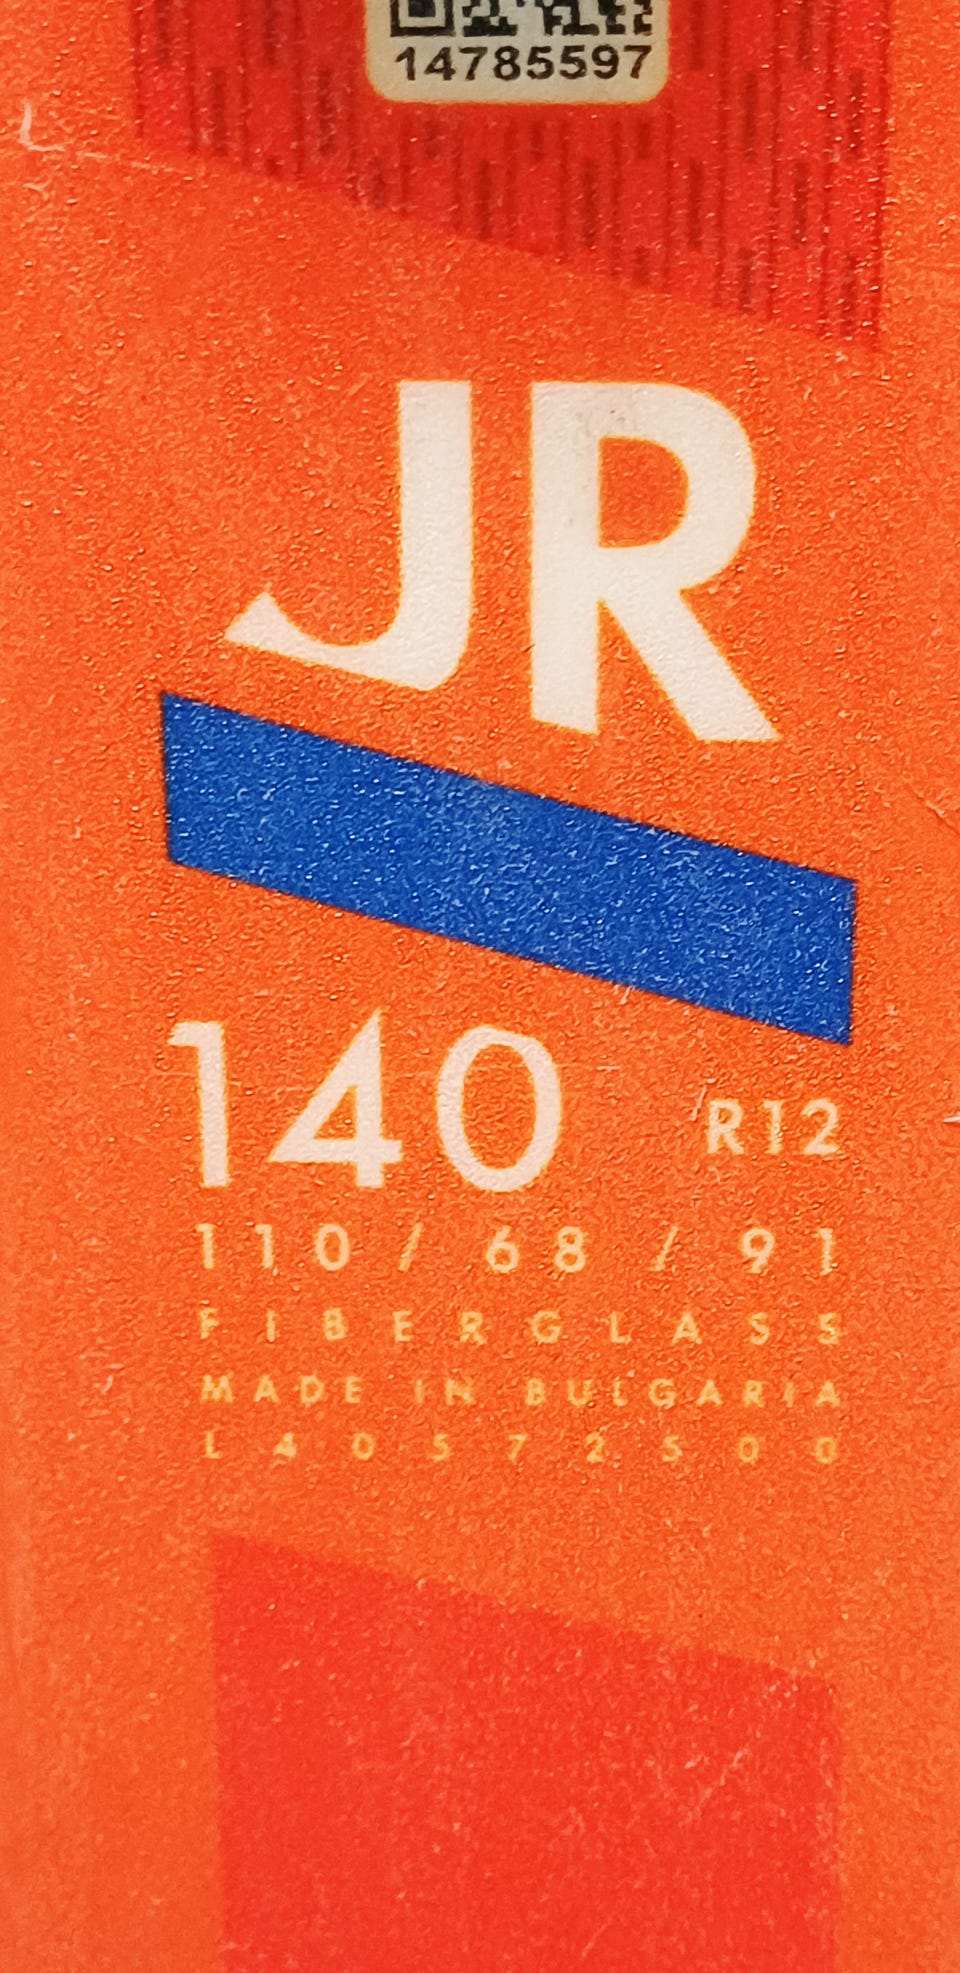 14785597
JR
140 R12
110 / 68 / 91
FIBERGLASS
MADE IN BULGARIA
L40572500